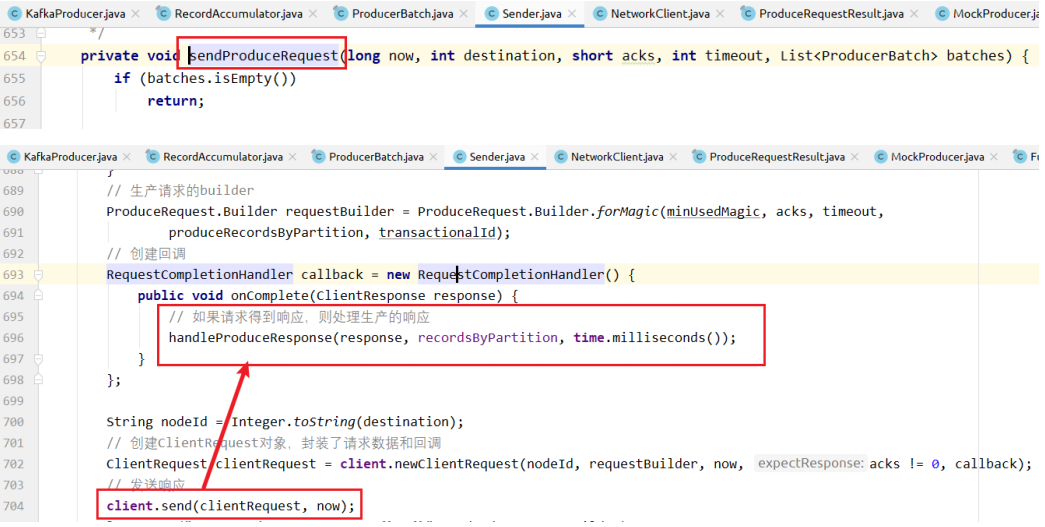 KafkaProducer.java RecordAccumulator.java ProducerBatch.java Sender.java NetworkClient.java ProduceRequestResult.java MockProducer.ja
653 */
654 private void sendProduceRequest(long now, int destination, short acks, int timeout, List<ProducerBatch> batches) {
655 if (batches.isEmpty())
656 return;
657
KafkaProducer.java RecordAccumulator.java ProducerBatch.java Sender.java NetworkClient.java ProduceRequestResult.java MockProducer.java Fu
688 }
689 // 生产请求的builder
690 ProduceRequest.Builder requestBuilder = ProduceRequest.Builder.forMagic(minUsedMagic, acks, timeout,
691 produceRecordsByPartition, transactionalId);
692 // 创建回调
693 RequestCompletionHandler callback = new RequestCompletionHandler() {
694 public void onComplete(ClientResponse response) {
695 // 如果请求得到响应，则处理生产的响应
696 handleProduceResponse(response, recordsByPartition, time.milliseconds());
697 }
698 };
699
700 String nodeId = Integer.toString(destination);
701 // 创建ClientRequest对象，封装了请求数据和回调
702 ClientRequest clientRequest = client.newClientRequest(nodeId, requestBuilder, now, expectResponse: acks != 0, callback);
703 // 发送响应
704 client.send(clientRequest, now);